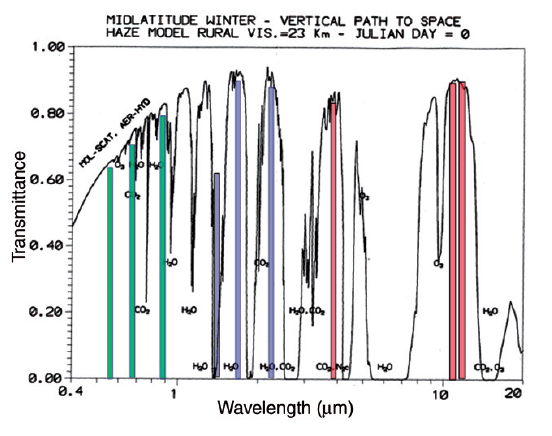 MIDLATITUDE WINTER - VERTICAL PATH TO SPACE
HAZE MODEL RURAL VIS.=23 Km - JULIAN DAY = 0
1.00
0.80
0.60
0.40
0.20
0.00
Transmittance
MOL-SCAT, AER-HYD
O₃ H₂O H₂O
O₃
H₂O CO₂ O₃
CO₂ H₂O H₂O,CO₂ H₂O
H₂O H₂O H₂O,CO₂ CO₂ N₂O H₂O CO₂,O₃
0.4 1 10 20
Wavelength (µm)